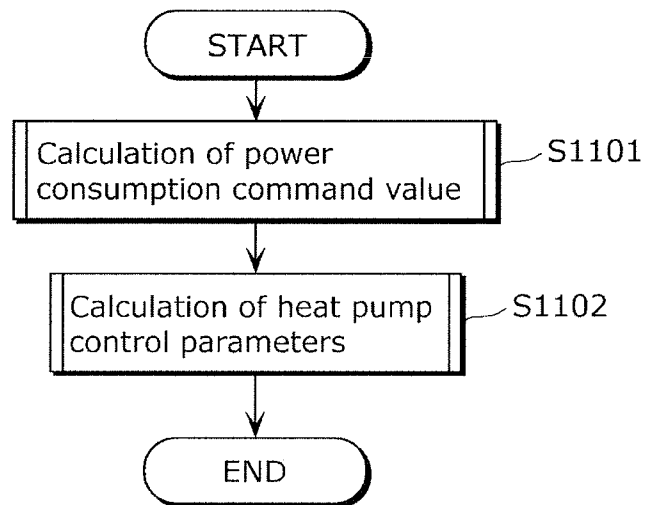 START
Calculation of power
consumption command value
S1101
Calculation of heat pump
control parameters
S1102
END